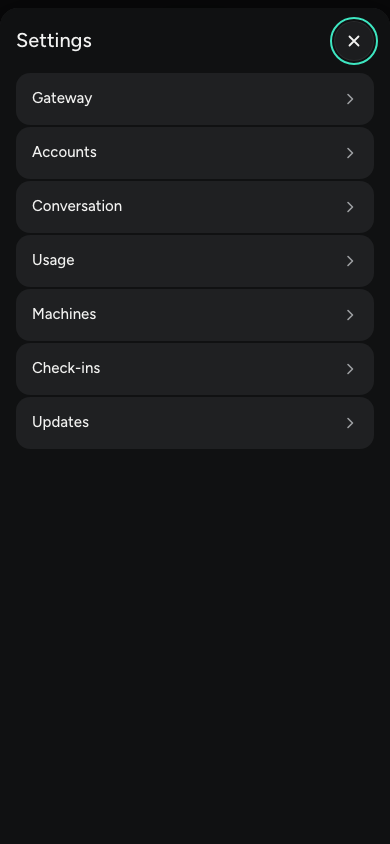 Settings
Gateway
Accounts
Conversation
Usage
Machines
Check-ins
Updates